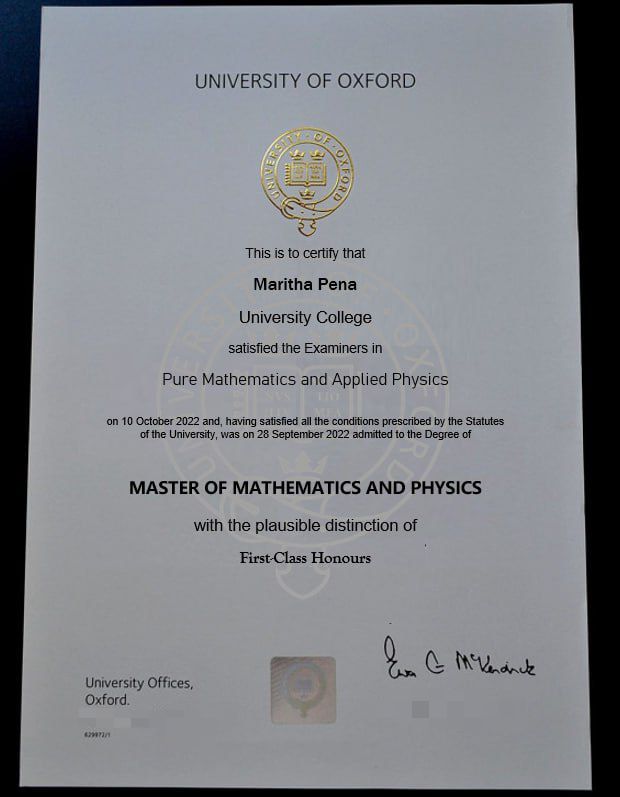 UNIVERSITY OF OXFORD
UNIVERSITY · OF · OXFORD
This is to certify that
Maritha Pena
University College
satisfied the Examiners in
Pure Mathematics and Applied Physics
on 10 October 2022 and, having satisfied all the conditions prescribed by the Statutes
of the University, was on 28 September 2022 admitted to the Degree of
MASTER OF MATHEMATICS AND PHYSICS
with the plausible distinction of
First-Class Honours
Ewan G McKendrick
University Offices,
Oxford.
629972/1